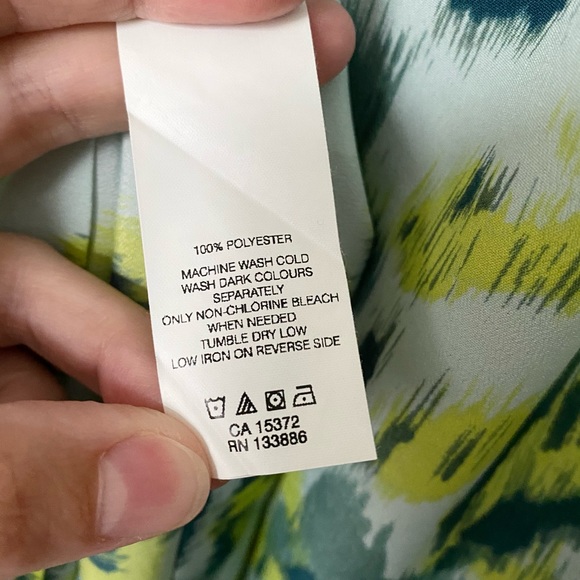 100% POLYESTER
MACHINE WASH COLD
WASH DARK COLOURS
SEPARATELY
ONLY NON-CHLORINE BLEACH
WHEN NEEDED
TUMBLE DRY LOW
LOW IRON ON REVERSE SIDE
CA 15372
RN 133886